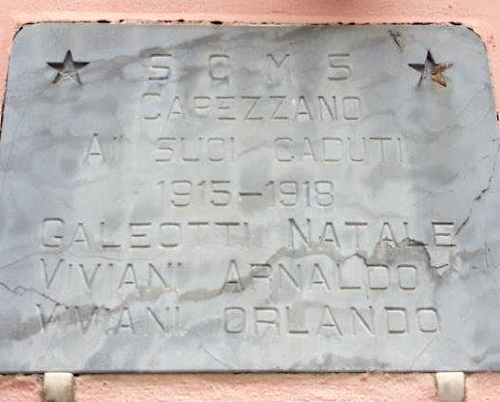 S C M S
CAPEZZANO
AI SUOI CADUTI
1915-1918
GALEOTTI NATALE
VIVIANI ARNALDO
VIVIANI ORLANDO